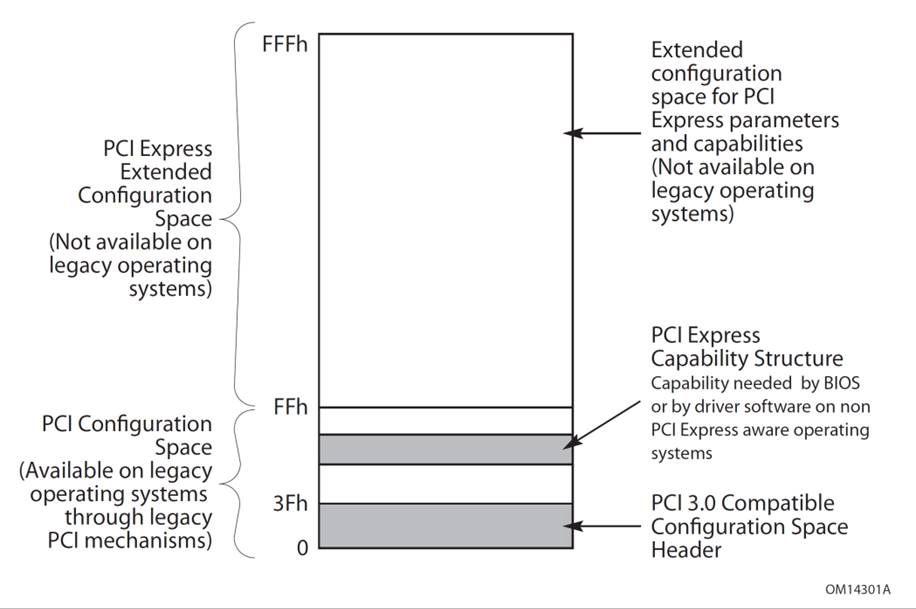 FFFh
PCI Express
Extended
Configuration
Space
(Not available on
legacy operating
systems)
Extended
configuration
space for PCI
Express parameters
and capabilities
(Not available on
legacy operating
systems)
FFh
PCI Configuration
Space
(Available on legacy
operating systems
through legacy
PCI mechanisms)
PCI Express
Capability Structure
Capability needed by BIOS
or by driver software on non
PCI Express aware operating
systems
3Fh
0
PCI 3.0 Compatible
Configuration Space
Header
OM14301A